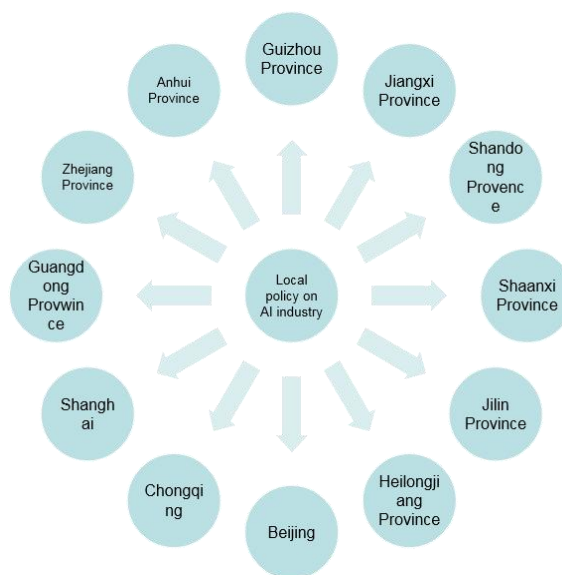 Guizhou
Province
Jiangxi
Province
Shando
ng
Provenc
e
Shaanxi
Province
Jilin
Province
Heilongji
ang
Province
Beijing
Chongqi
ng
Shangh
ai
Guangd
ong
Provwin
ce
Zhejiang
Province
Anhui
Province
Local
policy on
AI industry